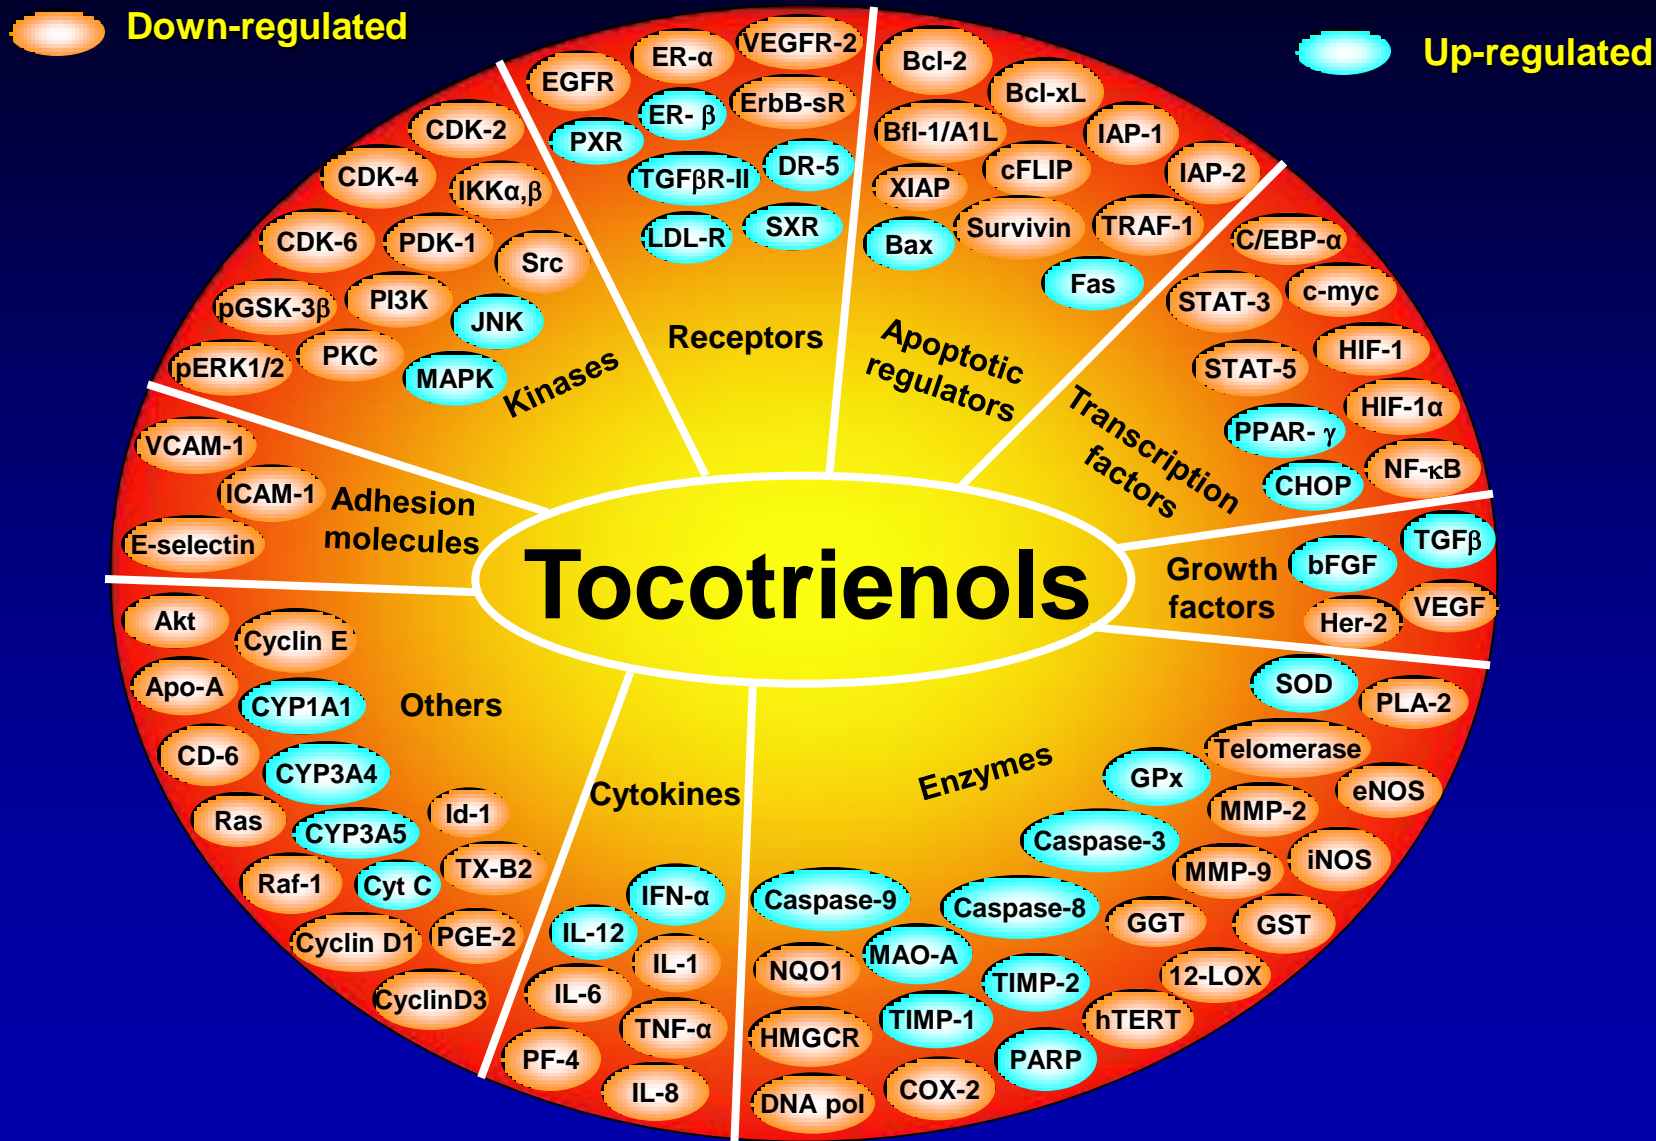 Down-regulated
Up-regulated
Tocotrienols
Receptors
EGFR
ER-α
VEGFR-2
PXR
ER- β
ErbB-sR
TGFβR-II
DR-5
LDL-R
SXR
Apoptotic
regulators
Bcl-2
Bcl-xL
Bfl-1/A1L
IAP-1
cFLIP
IAP-2
XIAP
Survivin
TRAF-1
Bax
Fas
Transcription
factors
C/EBP-α
STAT-3
c-myc
STAT-5
HIF-1
HIF-1α
PPAR- γ
NF-κB
CHOP
Growth
factors
TGFβ
bFGF
VEGF
Her-2
Enzymes
SOD
PLA-2
Telomerase
GPx
eNOS
MMP-2
Caspase-3
iNOS
MMP-9
Caspase-9
Caspase-8
GGT
GST
NQO1
MAO-A
TIMP-2
12-LOX
HMGCR
TIMP-1
hTERT
PARP
DNA pol
COX-2
Cytokines
IFN-α
IL-12
IL-1
IL-6
TNF-α
PF-4
IL-8
Others
Akt
Cyclin E
Apo-A
CYP1A1
CD-6
CYP3A4
Ras
CYP3A5
Id-1
Raf-1
Cyt C
TX-B2
Cyclin D1
PGE-2
CyclinD3
Adhesion
molecules
VCAM-1
ICAM-1
E-selectin
Kinases
CDK-2
CDK-4
IKKα,β
CDK-6
PDK-1
Src
pGSK-3β
PI3K
JNK
pERK1/2
PKC
MAPK